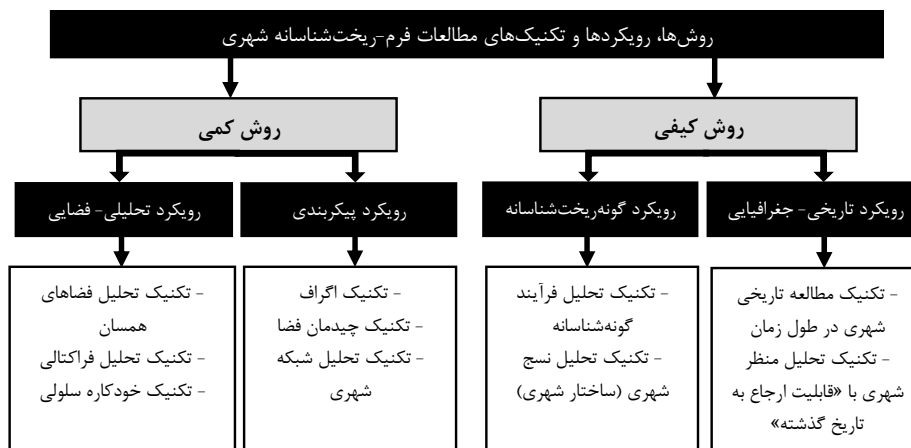 روش‌ها، رویکردها و تکنیک‌های مطالعات فرم-ریخت‌شناسانه شهری
روش کیفی
روش کمی
رویکرد تاریخی- جغرافیایی
رویکرد گونه‌ریخت‌شناسانه
رویکرد پیکربندی
رویکرد تحلیلی- فضایی
- تکنیک مطالعه تاریخی
شهری در طول زمان
- تکنیک تحلیل منظر
شهری با «قابلیت ارجاع به
تاریخ گذشته»
- تکنیک تحلیل فرآیند
گونه‌شناسانه
- تکنیک تحلیل نسج
شهری (ساختار شهری)
- تکنیک اگراف
- تکنیک چیدمان فضا
- تکنیک تحلیل شبکه
شهری
- تکنیک تحلیل فضاهای
همسان
- تکنیک تحلیل فراکتالی
- تکنیک خودکاره سلولی